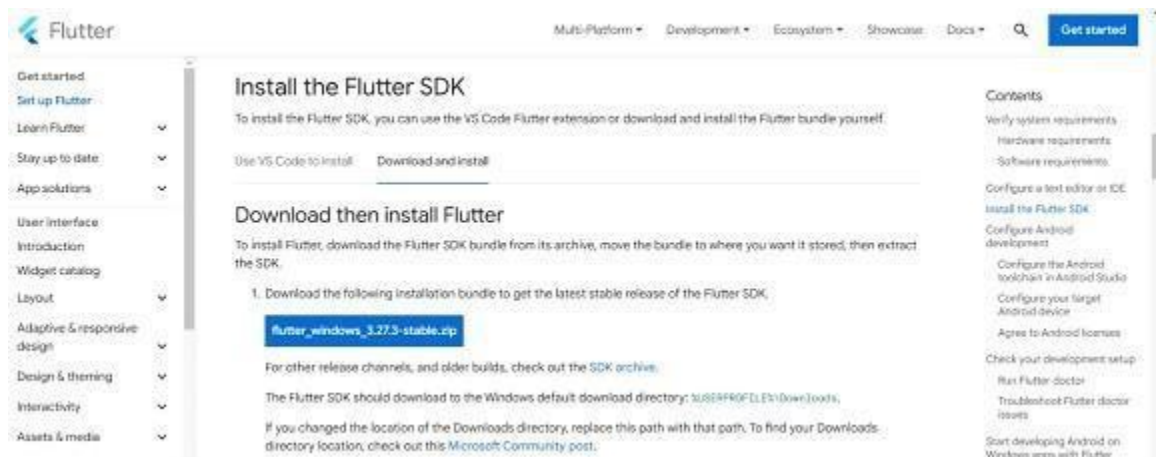 Flutter
Multi-Platform
Development
Ecosystem
Showcase
Docs
Get started
Get started
Set up Flutter
Learn Flutter
Stay up to date
App solutions
User interface
Introduction
Widget catalog
Layout
Adaptive & responsive
design
Design & theming
Interactivity
Assets & media
Install the Flutter SDK
To install the Flutter SDK, you can use the VS Code Flutter extension or download and install the Flutter bundle yourself.
Use VS Code to install
Download and install
Download then install Flutter
To install Flutter, download the Flutter SDK bundle from its archive, move the bundle to where you want it stored, then extract
the SDK.
1. Download the following installation bundle to get the latest stable release of the Flutter SDK.
flutter_windows_3.27.3-stable.zip
For other release channels, and older builds, check out the SDK archive.
The Flutter SDK should download to the Windows default download directory: %USERPROFILE%\Downloads.
If you changed the location of the Downloads directory, replace this path with that path. To find your Downloads
directory location, check out this Microsoft Community post.
Contents
Verify system requirements
Hardware requirements
Software requirements
Configure a text editor or IDE
Install the Flutter SDK
Configure Android
development
Configure the Android
toolchain in Android Studio
Configure your target
Android device
Agree to Android licenses
Check your development setup
Run Flutter doctor
Troubleshoot Flutter doctor
issues
Start developing Android on
Windows apps with Flutter